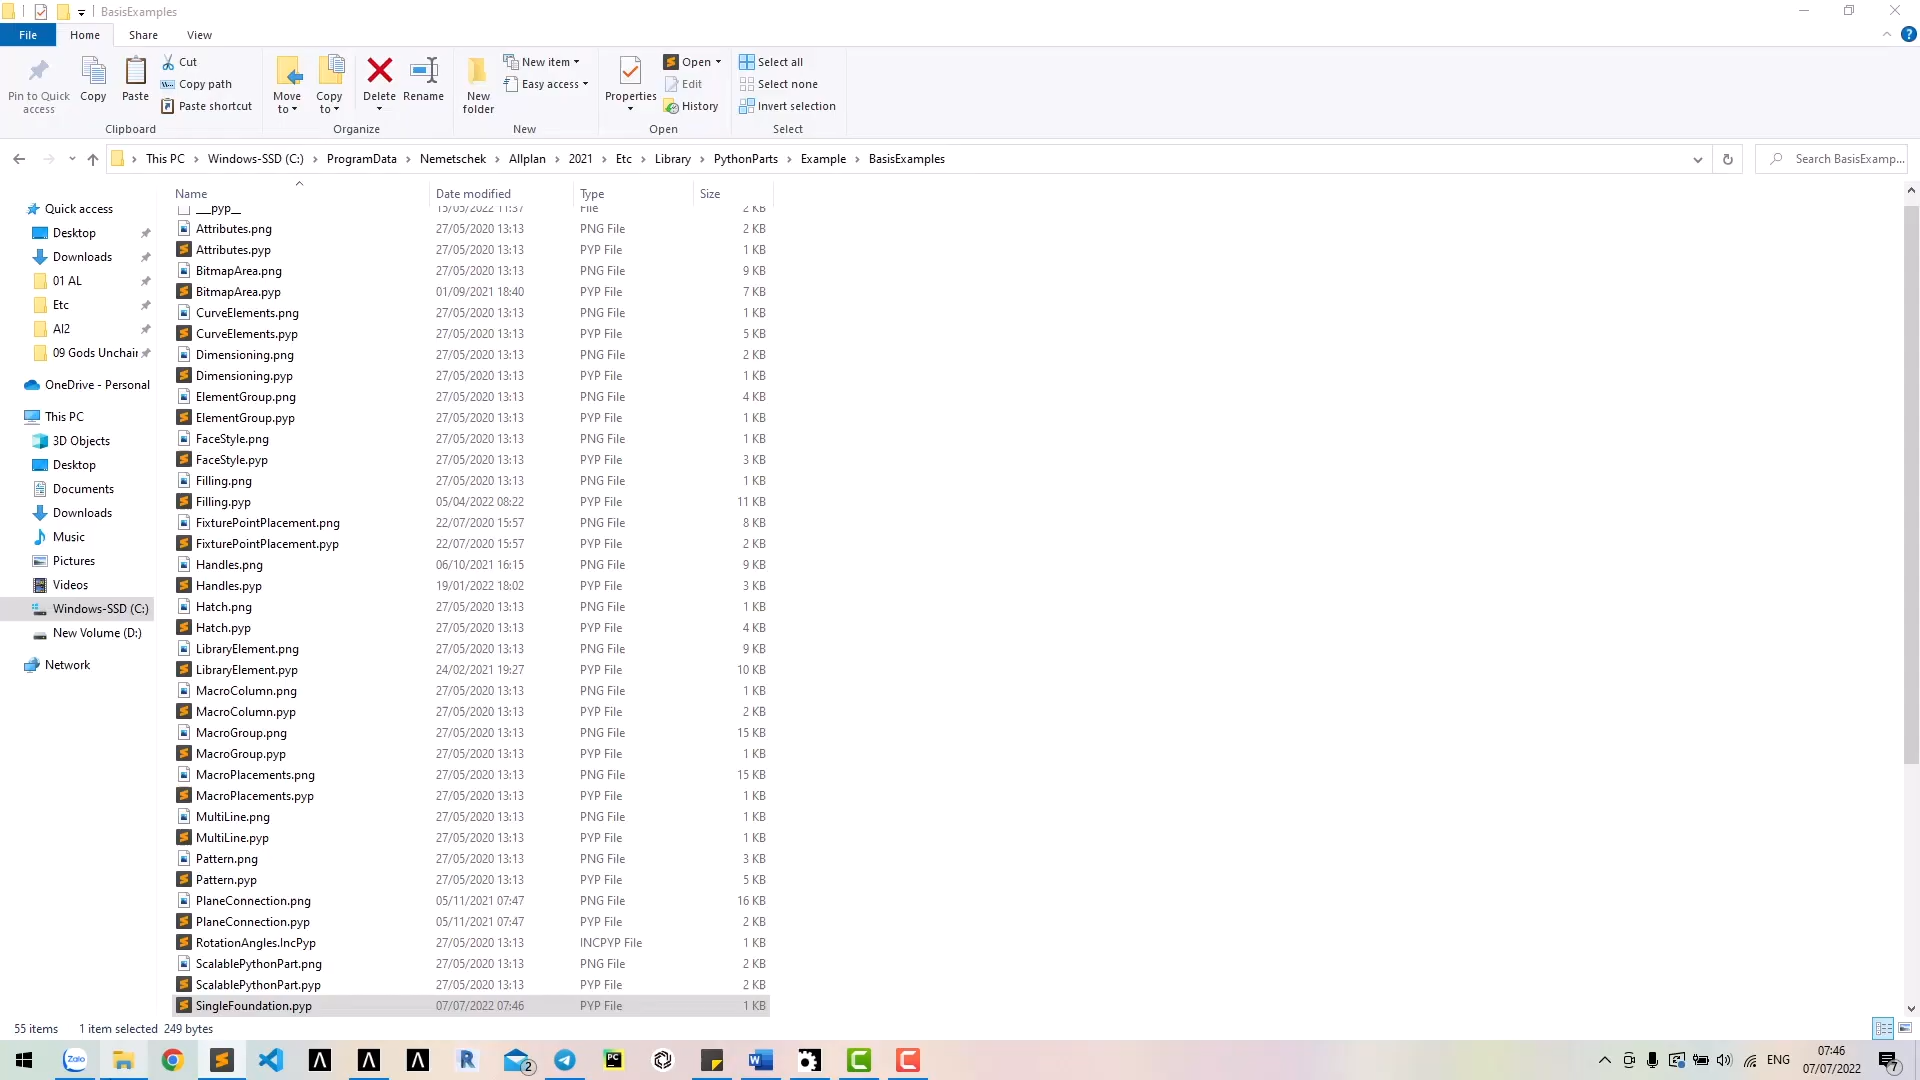 BasisExamples
File Home Share View
Pin to Quick access
Copy
Paste
Cut
Copy path
Paste shortcut
Clipboard
Move to
Copy to
Delete
Rename
Organize
New folder
New item
Easy access
New
Properties
Open
Edit
History
Open
Select all
Select none
Invert selection
Select
This PC > Windows-SSD (C:) > ProgramData > Nemetschek > Allplan > 2021 > Etc > Library > PythonParts > Example > BasisExamples
Search BasisExamp...
Quick access
Desktop
Downloads
01 AL
Etc
AI2
09 Gods Unchair
OneDrive - Personal
This PC
3D Objects
Desktop
Documents
Downloads
Music
Pictures
Videos
Windows-SSD (C:)
New Volume (D:)
Network
Name Date modified Type Size
__pyp__ 15/05/2022 11:37 File 2 KB
Attributes.png 27/05/2020 13:13 PNG File 2 KB
Attributes.pyp 27/05/2020 13:13 PYP File 1 KB
BitmapArea.png 27/05/2020 13:13 PNG File 9 KB
BitmapArea.pyp 01/09/2021 18:40 PYP File 7 KB
CurveElements.png 27/05/2020 13:13 PNG File 1 KB
CurveElements.pyp 27/05/2020 13:13 PYP File 5 KB
Dimensioning.png 27/05/2020 13:13 PNG File 2 KB
Dimensioning.pyp 27/05/2020 13:13 PYP File 1 KB
ElementGroup.png 27/05/2020 13:13 PNG File 4 KB
ElementGroup.pyp 27/05/2020 13:13 PYP File 1 KB
FaceStyle.png 27/05/2020 13:13 PNG File 1 KB
FaceStyle.pyp 27/05/2020 13:13 PYP File 3 KB
Filling.png 27/05/2020 13:13 PNG File 1 KB
Filling.pyp 05/04/2022 08:22 PYP File 11 KB
FixturePointPlacement.png 22/07/2020 15:57 PNG File 8 KB
FixturePointPlacement.pyp 22/07/2020 15:57 PYP File 2 KB
Handles.png 06/10/2021 16:15 PNG File 9 KB
Handles.pyp 19/01/2022 18:02 PYP File 3 KB
Hatch.png 27/05/2020 13:13 PNG File 1 KB
Hatch.pyp 27/05/2020 13:13 PYP File 4 KB
LibraryElement.png 27/05/2020 13:13 PNG File 9 KB
LibraryElement.pyp 24/02/2021 19:27 PYP File 10 KB
MacroColumn.png 27/05/2020 13:13 PNG File 1 KB
MacroColumn.pyp 27/05/2020 13:13 PYP File 2 KB
MacroGroup.png 27/05/2020 13:13 PNG File 15 KB
MacroGroup.pyp 27/05/2020 13:13 PYP File 1 KB
MacroPlacements.png 27/05/2020 13:13 PNG File 15 KB
MacroPlacements.pyp 27/05/2020 13:13 PYP File 1 KB
MultiLine.png 27/05/2020 13:13 PNG File 1 KB
MultiLine.pyp 27/05/2020 13:13 PYP File 1 KB
Pattern.png 27/05/2020 13:13 PNG File 3 KB
Pattern.pyp 27/05/2020 13:13 PYP File 5 KB
PlaneConnection.png 05/11/2021 07:47 PNG File 16 KB
PlaneConnection.pyp 05/11/2021 07:47 PYP File 2 KB
RotationAngles.IncPyp 27/05/2020 13:13 INCPYP File 1 KB
ScalablePythonPart.png 27/05/2020 13:13 PNG File 2 KB
ScalablePythonPart.pyp 27/05/2020 13:13 PYP File 2 KB
SingleFoundation.pyp 07/07/2022 07:46 PYP File 1 KB
55 items 1 item selected 249 bytes
Zalo
R
2
PC
W
C
C
ENG
07:46
07/07/2022
7